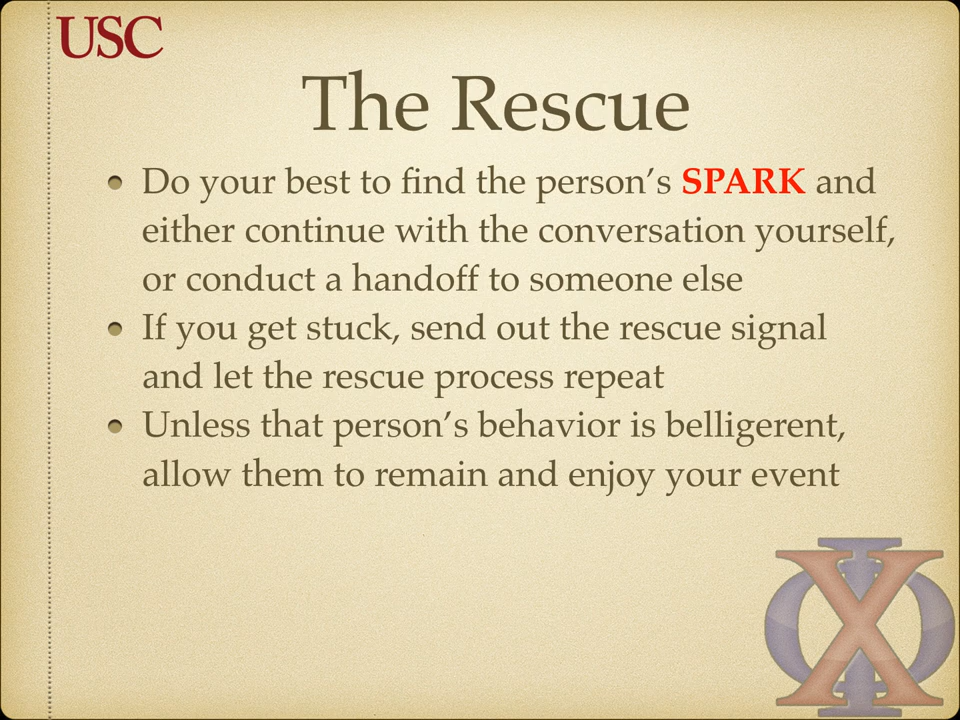 USC
The Rescue
Do your best to find the person’s SPARK and
either continue with the conversation yourself,
or conduct a handoff to someone else
If you get stuck, send out the rescue signal
and let the rescue process repeat
Unless that person’s behavior is belligerent,
allow them to remain and enjoy your event
ΦΧ